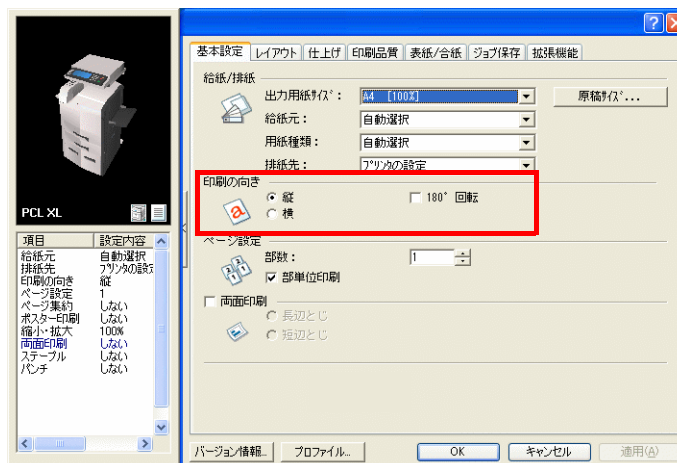 基本設定 レイアウト 仕上げ 印刷品質 表紙/合紙 ジョブ保存 拡張機能
給紙/排紙
出力用紙ｻｲｽﾞ: A4 [100%] 原稿ｻｲｽﾞ...
給紙元: 自動選択
用紙種類: 自動選択
排紙先: ﾌﾟﾘﾝﾀの設定
印刷の向き
縦 180ﾟ 回転
横
ページ設定
部数: 1
部単位印刷
両面印刷
長辺とじ
短辺とじ
PCL XL
項目 設定内容
給紙元 自動選択
排紙先 ﾌﾟﾘﾝﾀの設定
印刷の向き 縦
ページ設定 1
ページ集約 しない
ポスター印刷 しない
縮小・拡大 100%
両面印刷 しない
ステープル しない
パンチ しない
バージョン情報... プロファイル... OK キャンセル 適用(A)